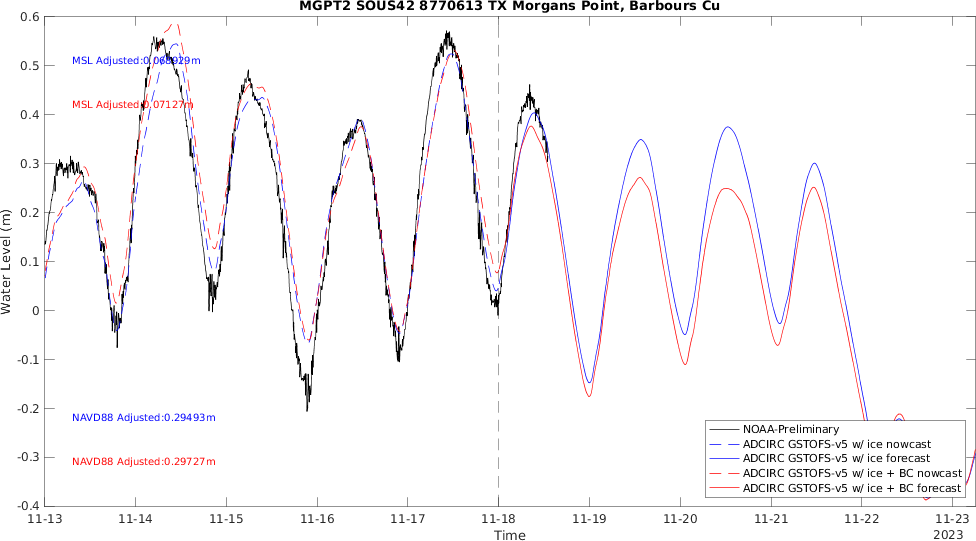 MGPT2 SOUS42 8770613 TX Morgans Point, Barbours Cu
0.6
0.5
0.4
0.3
0.2
0.1
0
-0.1
-0.2
-0.3
-0.4
Water Level (m)
MSL Adjusted:0.068929m
MSL Adjusted:0.07127m
NAVD88 Adjusted:0.29493m
NAVD88 Adjusted:0.29727m
NOAA-Preliminary
ADCIRC GSTOFS-v5 w/ ice nowcast
ADCIRC GSTOFS-v5 w/ ice forecast
ADCIRC GSTOFS-v5 w/ ice + BC nowcast
ADCIRC GSTOFS-v5 w/ ice + BC forecast
11-13 11-14 11-15 11-16 11-17 11-18 11-19 11-20 11-21 11-22 11-23
Time
2023